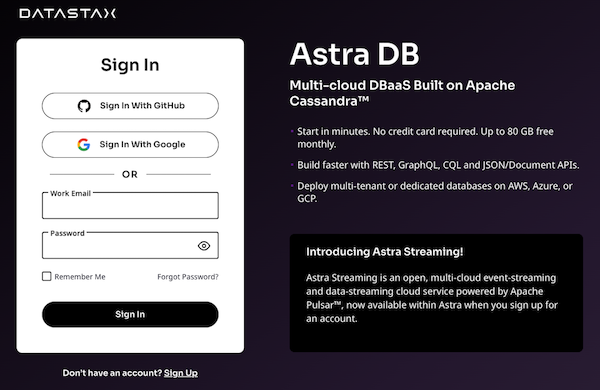 DATASTAX
Sign In
Sign In With GitHub
Sign In With Google
OR
Work Email
Password
Remember Me
Forgot Password?
Sign In
Don't have an account? Sign Up
Astra DB
Multi-cloud DBaaS Built on Apache
Cassandra™
• Start in minutes. No credit card required. Up to 80 GB free
monthly.
• Build faster with REST, GraphQL, CQL and JSON/Document APIs.
• Deploy multi-tenant or dedicated databases on AWS, Azure, or
GCP.
Introducing Astra Streaming!
Astra Streaming is an open, multi-cloud event-streaming
and data-streaming cloud service powered by Apache
Pulsar™, now available within Astra when you sign up for
an account.